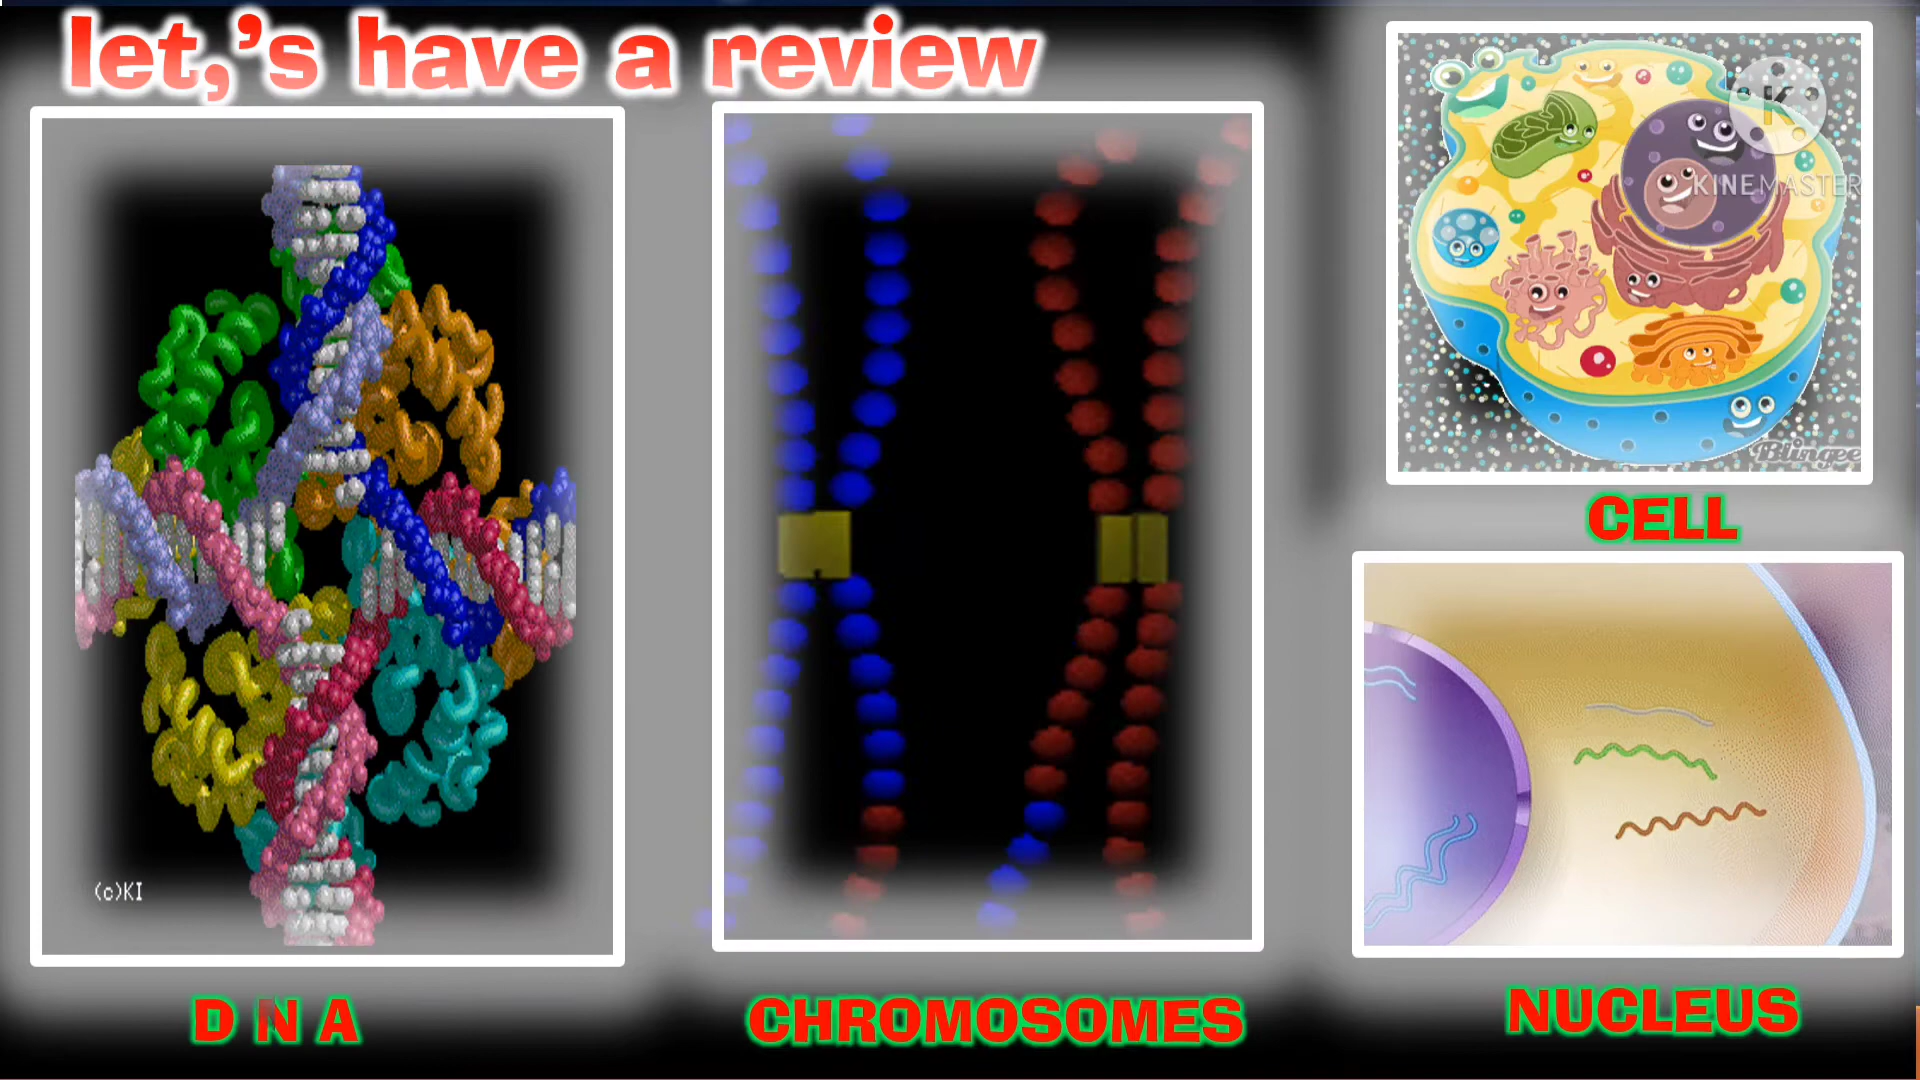 let,'s have a review
KINEMASTER
Blingee
CELL
(c)KI
D N A
CHROMOSOMES
NUCLEUS